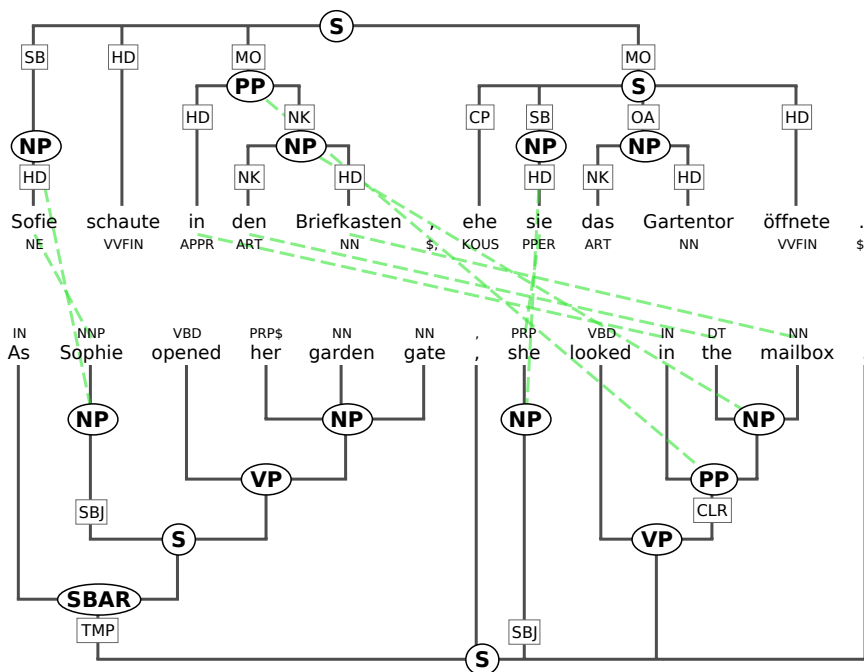 S
SB HD MO MO
PP S
HD NK CP SB OA HD
NP NP NP NP
HD NK HD HD NK HD
Sofie schaute in den Briefkasten , ehe sie das Gartentor öffnete .
NE VVFIN APPR ART NN $, KOUS PPER ART NN VVFIN $
IN NNP VBD PRP$ NN NN , PRP VBD IN DT NN
As Sophie opened her garden gate , she looked in the mailbox .
NP NP NP NP
VP PP
SBJ CLR
S VP
SBAR
TMP SBJ
S